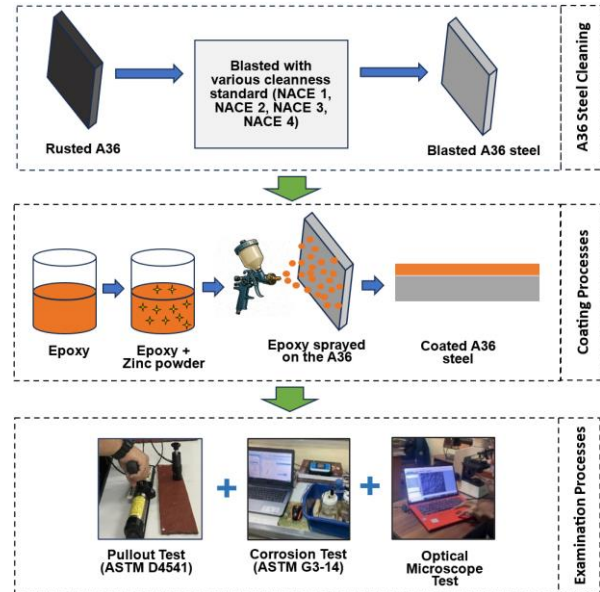 Blasted with
various cleanness
standard (NACE 1,
NACE 2, NACE 3,
NACE 4)
Rusted A36
Blasted A36 steel
A36 Steel Cleaning
Epoxy
Epoxy +
Zinc powder
Epoxy sprayed
on the A36
Coated A36
steel
Coating Processes
Pullout Test
(ASTM D4541)
Corrosion Test
(ASTM G3-14)
Optical
Microscope
Test
Examination Processes